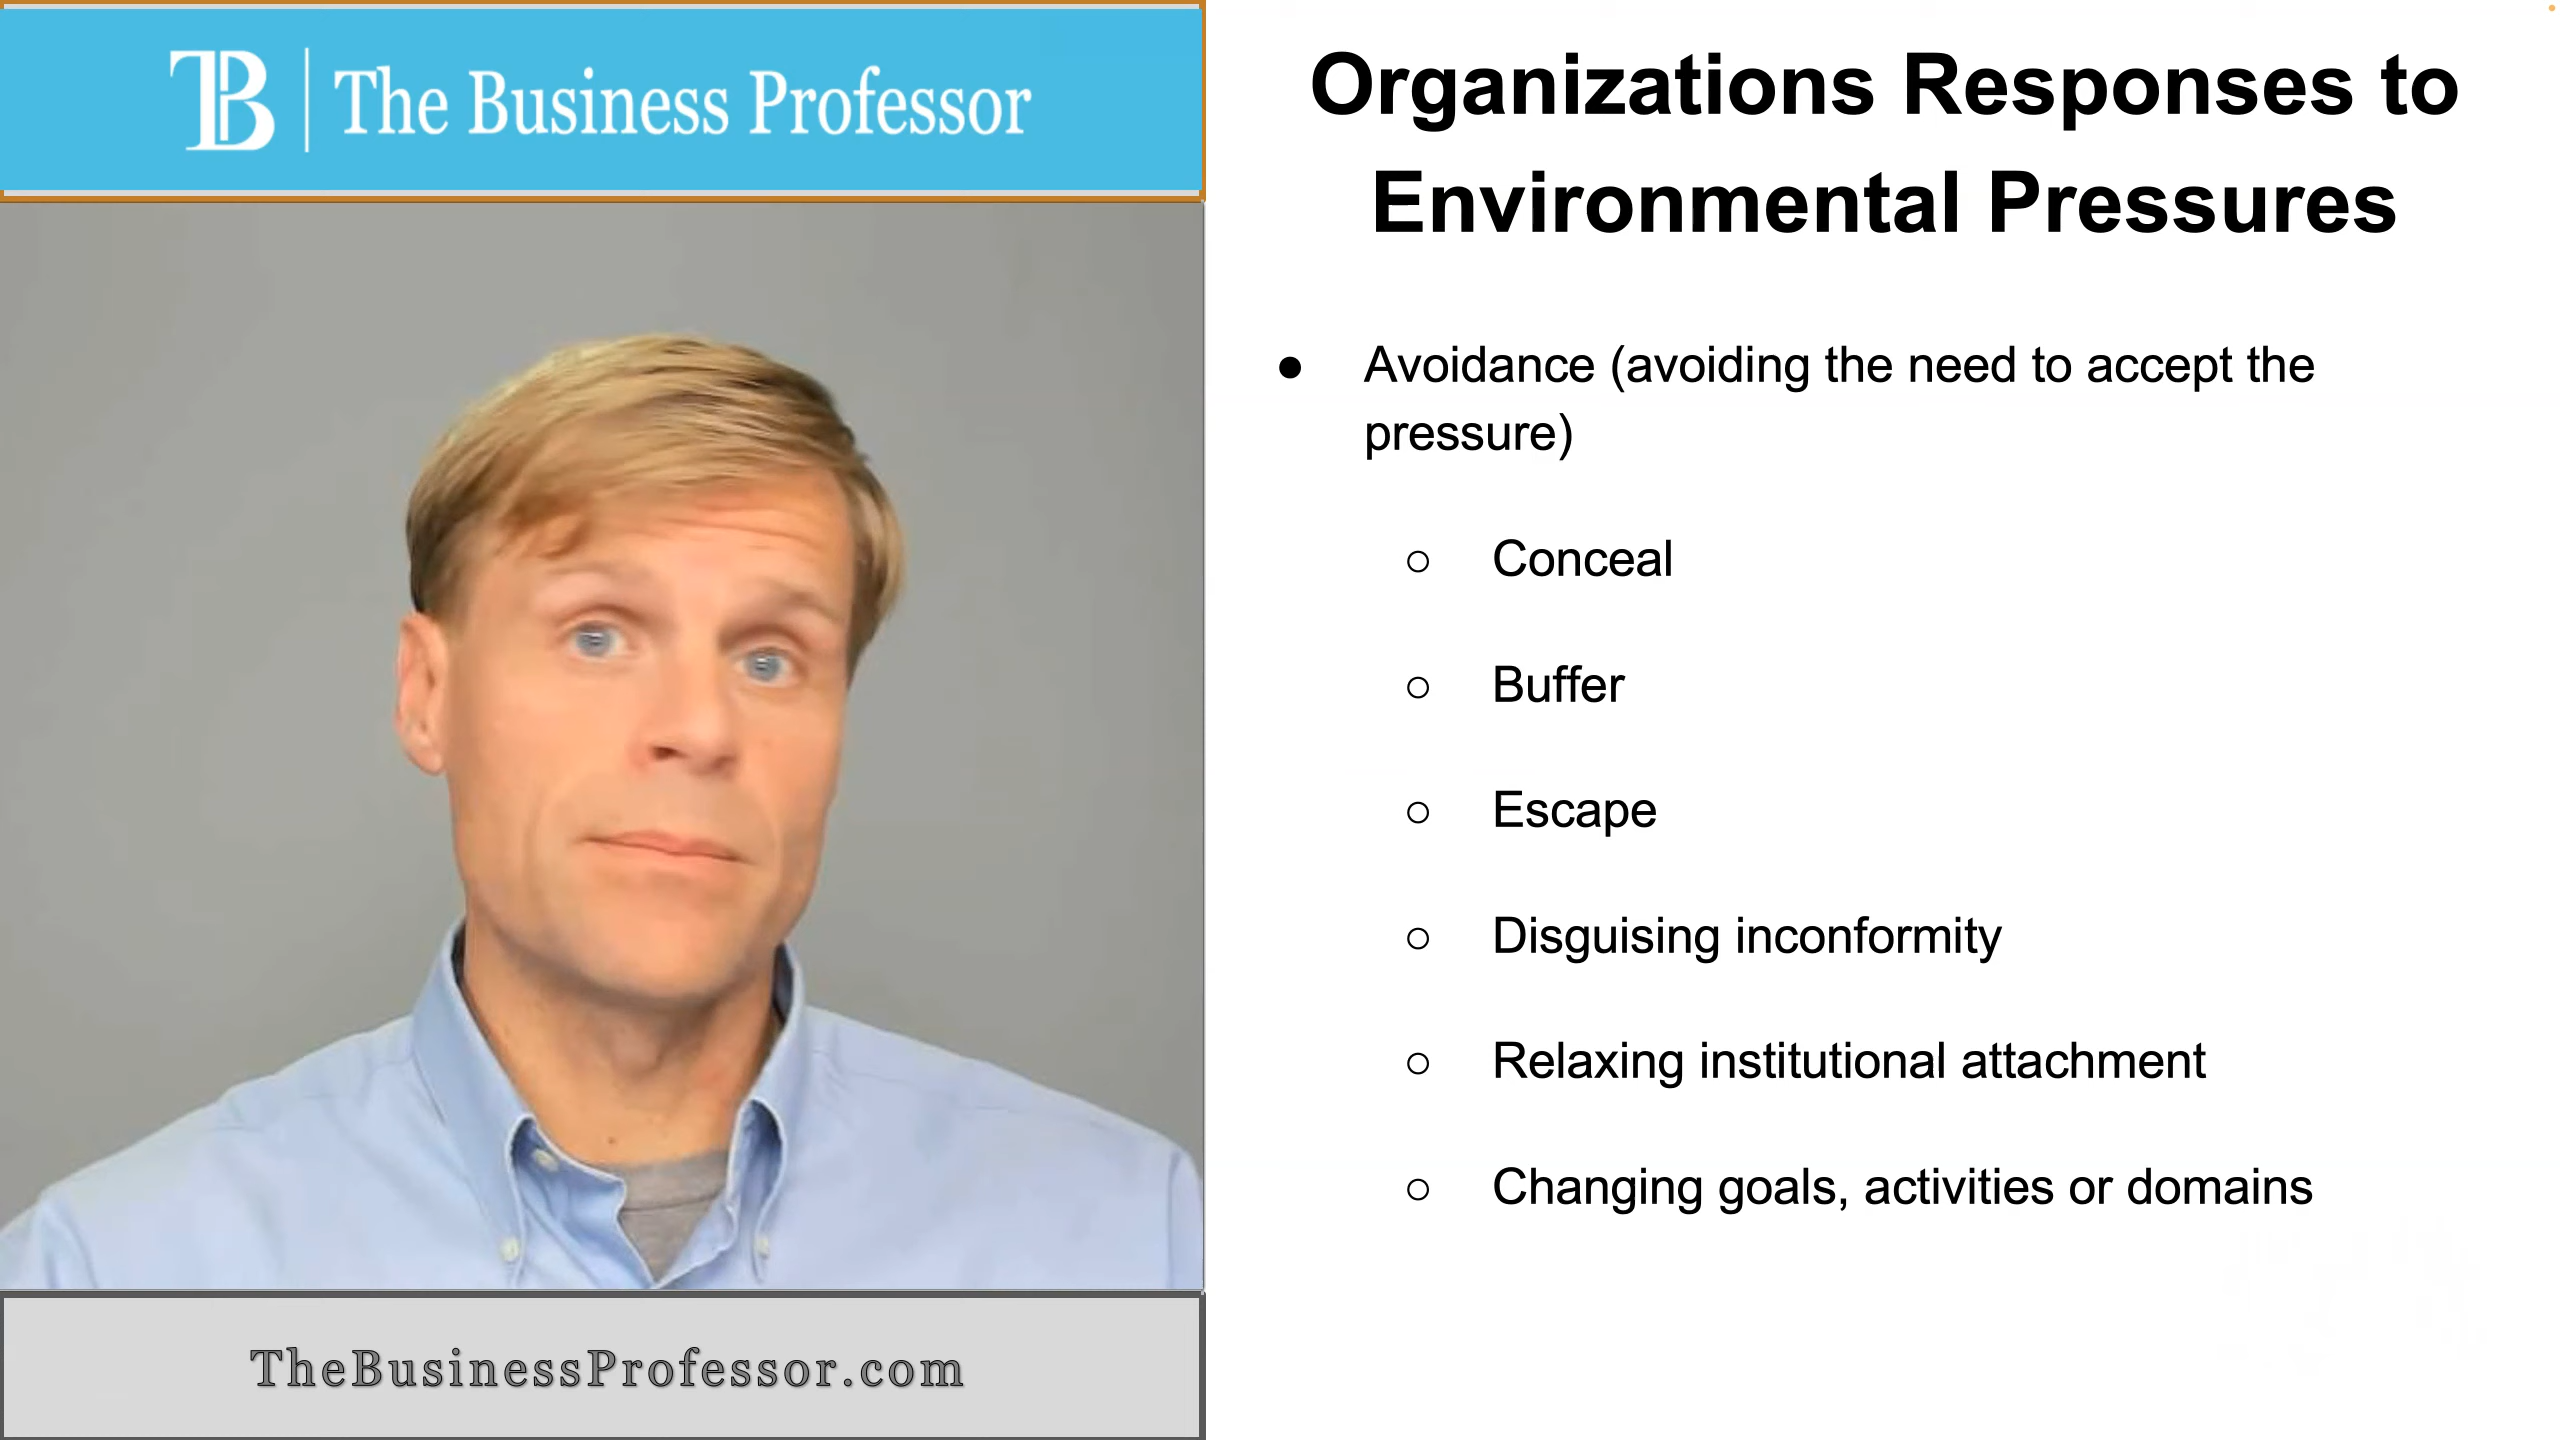 TB | The Business Professor
Organizations Responses to
Environmental Pressures
● Avoidance (avoiding the need to accept the
pressure)
○ Conceal
○ Buffer
○ Escape
○ Disguising inconformity
○ Relaxing institutional attachment
○ Changing goals, activities or domains
TheBusinessProfessor.com